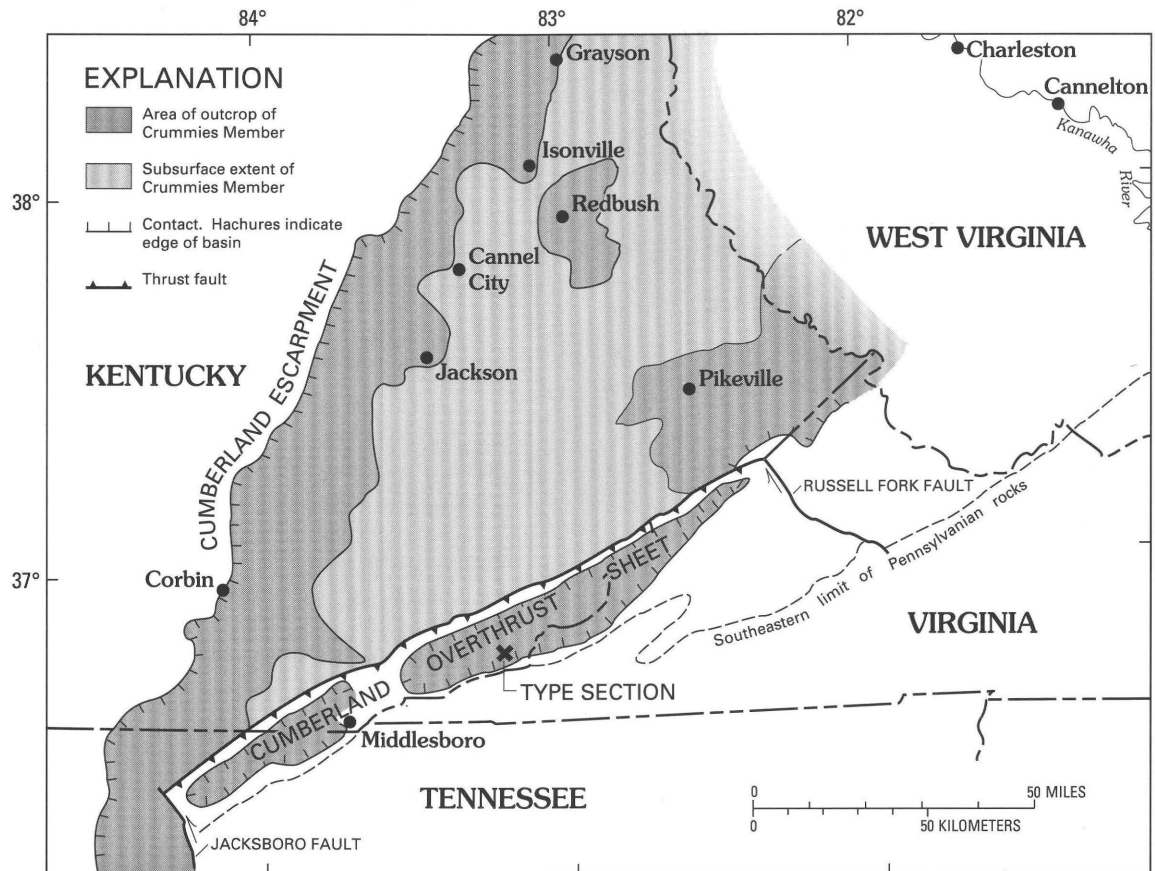 84°
83°
82°
EXPLANATION
Area of outcrop of
Crummies Member
Subsurface extent of
Crummies Member
Contact. Hachures indicate
edge of basin
Thrust fault
Grayson
Charleston
Cannelton
Kanawha
River
Isonville
38°
Redbush
WEST VIRGINIA
Cannel
City
CUMBERLAND ESCARPMENT
KENTUCKY
Jackson
Pikeville
RUSSELL FORK FAULT
Southeastern limit of Pennsylvanian rocks
37°
Corbin
CUMBERLAND OVERTHRUST SHEET
VIRGINIA
TYPE SECTION
Middlesboro
TENNESSEE
JACKSBORO FAULT
0 50 MILES
0 50 KILOMETERS